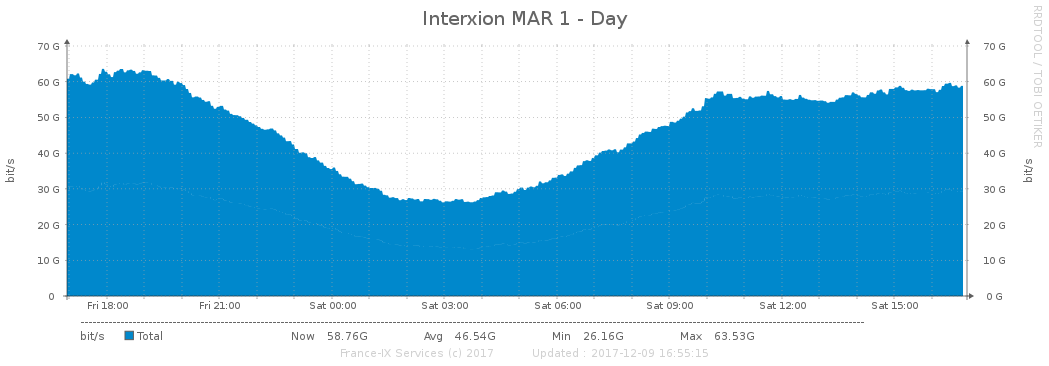 Interxion MAR 1 - Day
RRDTOOL / TOBI OETIKER
bit/s
70 G
60 G
50 G
40 G
30 G
20 G
10 G
0
70 G
60 G
50 G
40 G
30 G
20 G
10 G
0 G
bit/s
Fri 18:00 Fri 21:00 Sat 00:00 Sat 03:00 Sat 06:00 Sat 09:00 Sat 12:00 Sat 15:00
bit/s Total Now 58.76G Avg 46.54G Min 26.16G Max 63.53G
France-IX Services (c) 2017 Updated : 2017-12-09 16:55:15